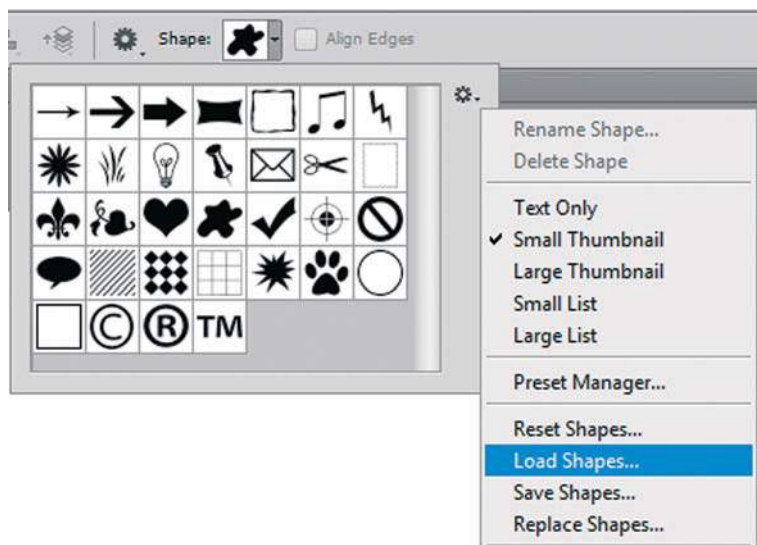 Shape: Align Edges
Rename Shape...
Delete Shape
Text Only
Small Thumbnail
Large Thumbnail
Small List
Large List
Preset Manager...
© ® TM
Reset Shapes...
Load Shapes...
Save Shapes...
Replace Shapes...